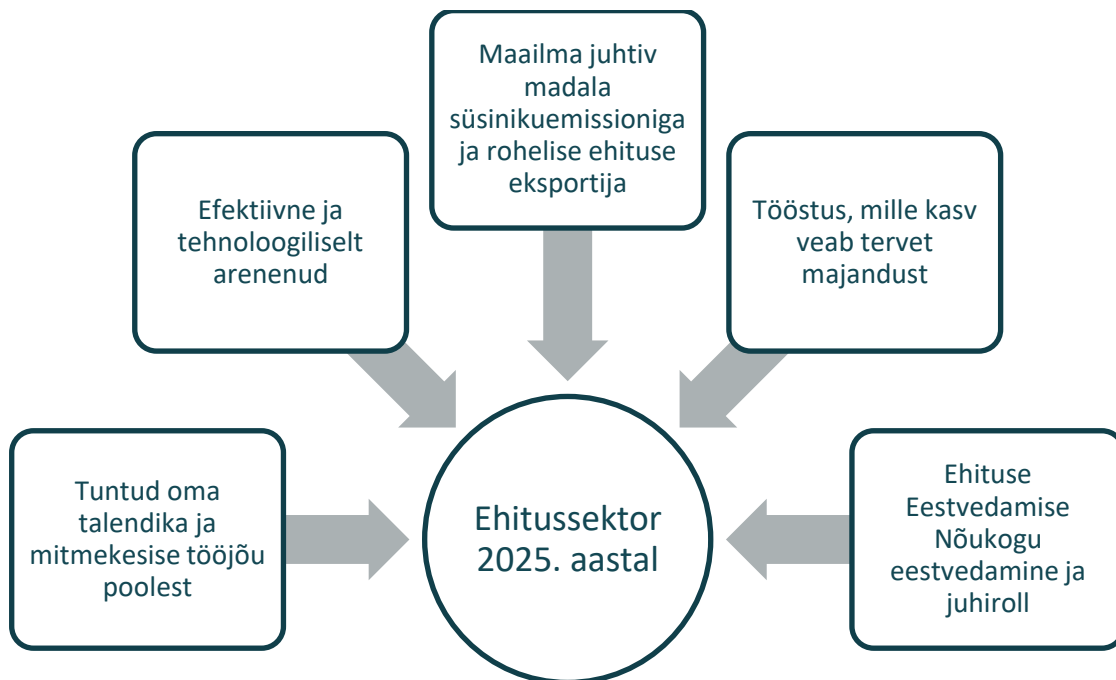 Maailma juhtiv
madala
süsinikuemissioniga
ja rohelise ehituse
eksportija
Efektiivne ja
tehnoloogiliselt
arenenud
Tööstus, mille kasv
veab tervet
majandust
Tuntud oma
talendika ja
mitmekesise tööjõu
poolest
Ehitussektor
2025. aastal
Ehituse
Eestvedamise
Nõukogu
eestvedamine ja
juhiroll